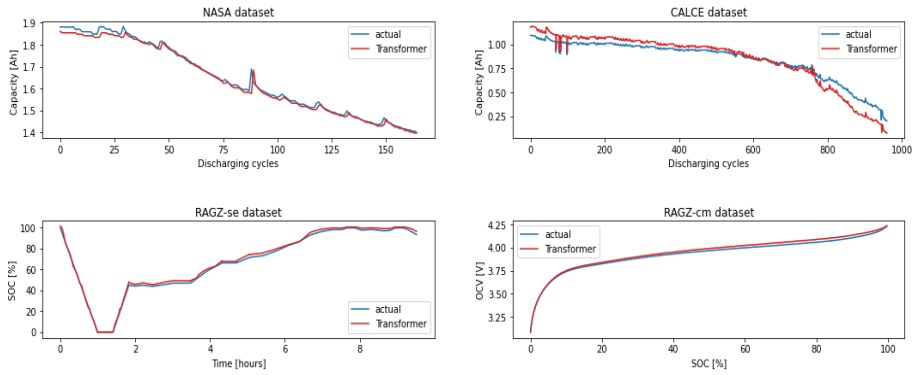 NASA dataset
Capacity [Ah]
1.9
1.8
1.7
1.6
1.5
1.4
actual
Transformer
0 25 50 75 100 125 150
Discharging cycles
CALCE dataset
Capacity [Ah]
1.00
0.75
0.50
0.25
actual
Transformer
0 200 400 600 800 1000
Discharging cycles
RAGZ-se dataset
SOC [%]
100
80
60
40
20
0
actual
Transformer
0 2 4 6 8
Time [hours]
RAGZ-cm dataset
OCV [V]
4.25
4.00
3.75
3.50
3.25
actual
Transformer
0 20 40 60 80 100
SOC [%]